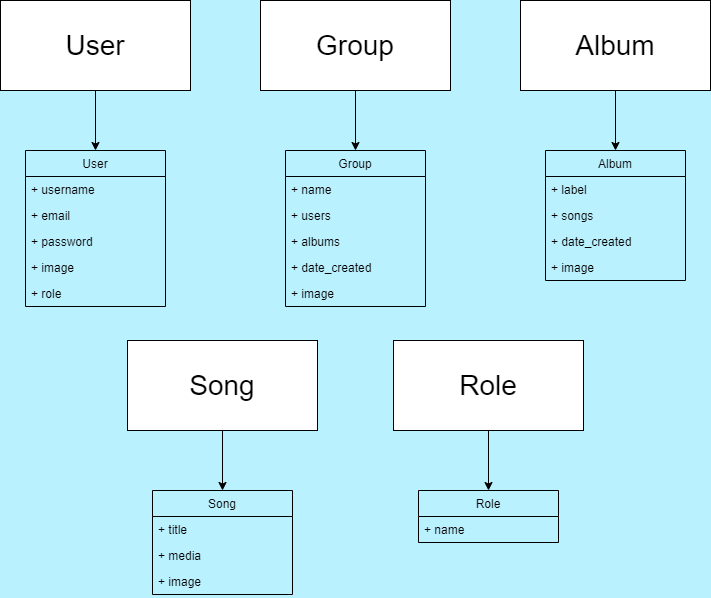 User
Group
Album
User
+ username
+ email
+ password
+ image
+ role
Group
+ name
+ users
+ albums
+ date_created
+ image
Album
+ label
+ songs
+ date_created
+ image
Song
Role
Song
+ title
+ media
+ image
Role
+ name